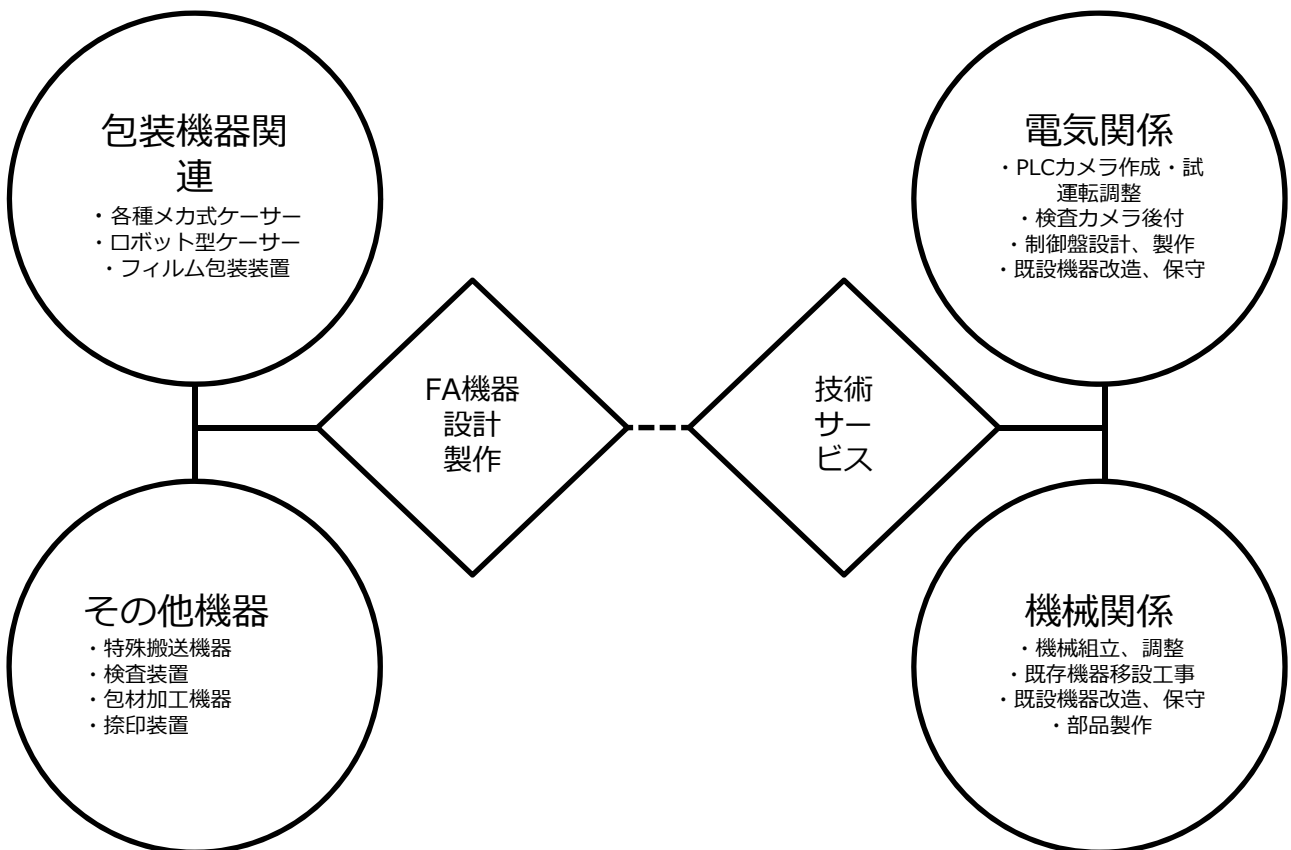 包装機器関
連
・各種メカ式ケーサー
・ロボット型ケーサー
・フィルム包装装置
電気関係
・PLCカメラ作成・試
運転調整
・検査カメラ後付
・制御盤設計、製作
・既設機器改造、保守
FA機器
設計
製作
技術
サー
ビス
その他機器
・特殊搬送機器
・検査装置
・包材加工機器
・捺印装置
機械関係
・機械組立、調整
・既存機器移設工事
・既設機器改造、保守
・部品製作